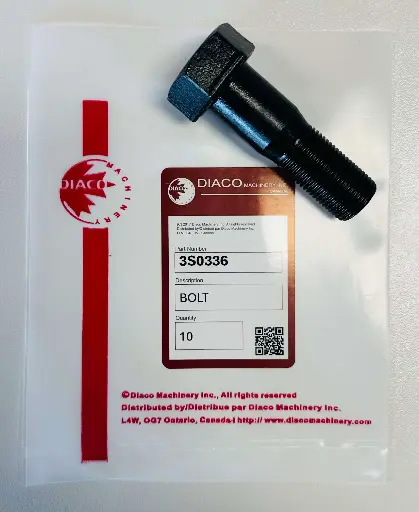 DIACO
MACHINERY
DIACO MACHINERY INC.
Part Number
3S0336
Description
BOLT
Quantity
10
©Diaco Machinery Inc., All rights reserved
Distributed by/Distribue par Diaco Machinery Inc.
L4W, OG7 Ontario, Canada-I http:// www.diacomachinery.com